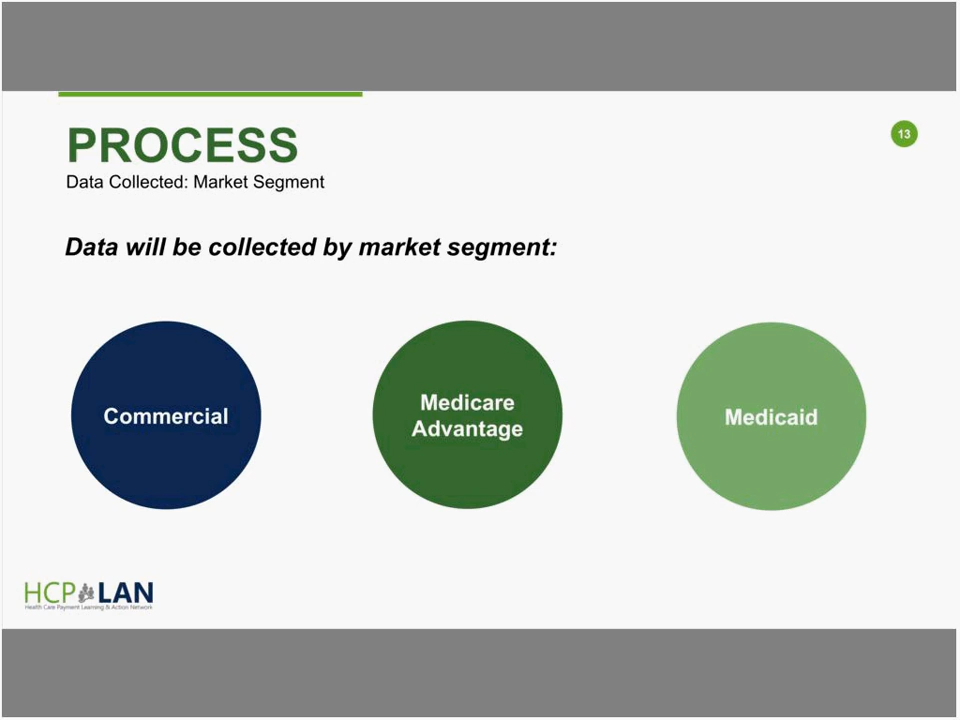 PROCESS
13
Data Collected: Market Segment
Data will be collected by market segment:
Commercial
Medicare
Advantage
Medicaid
HCP LAN
Health Care Payment Learning & Action Network